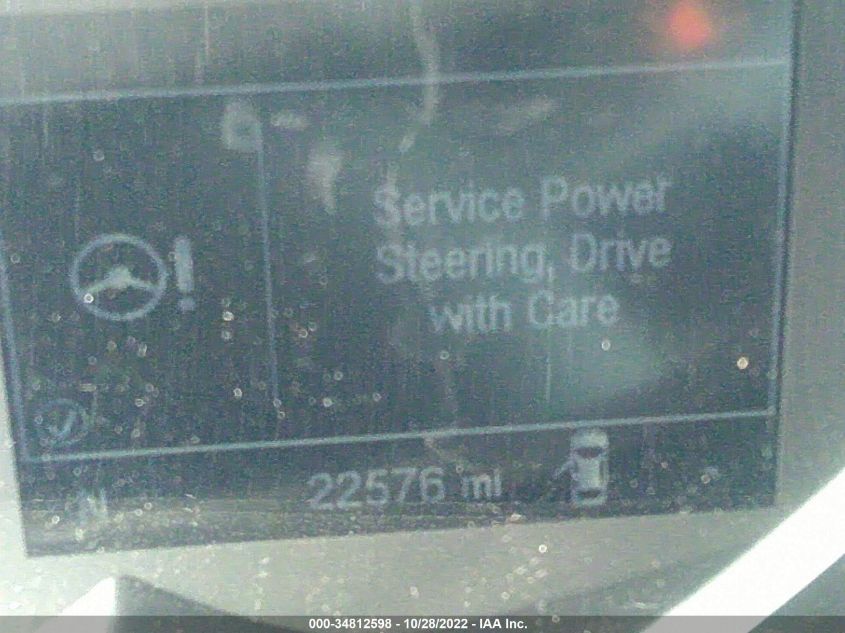 Service Power
Steering, Drive
with Care
N
22576 mi
000-34812598 - 10/28/2022 - IAA Inc.